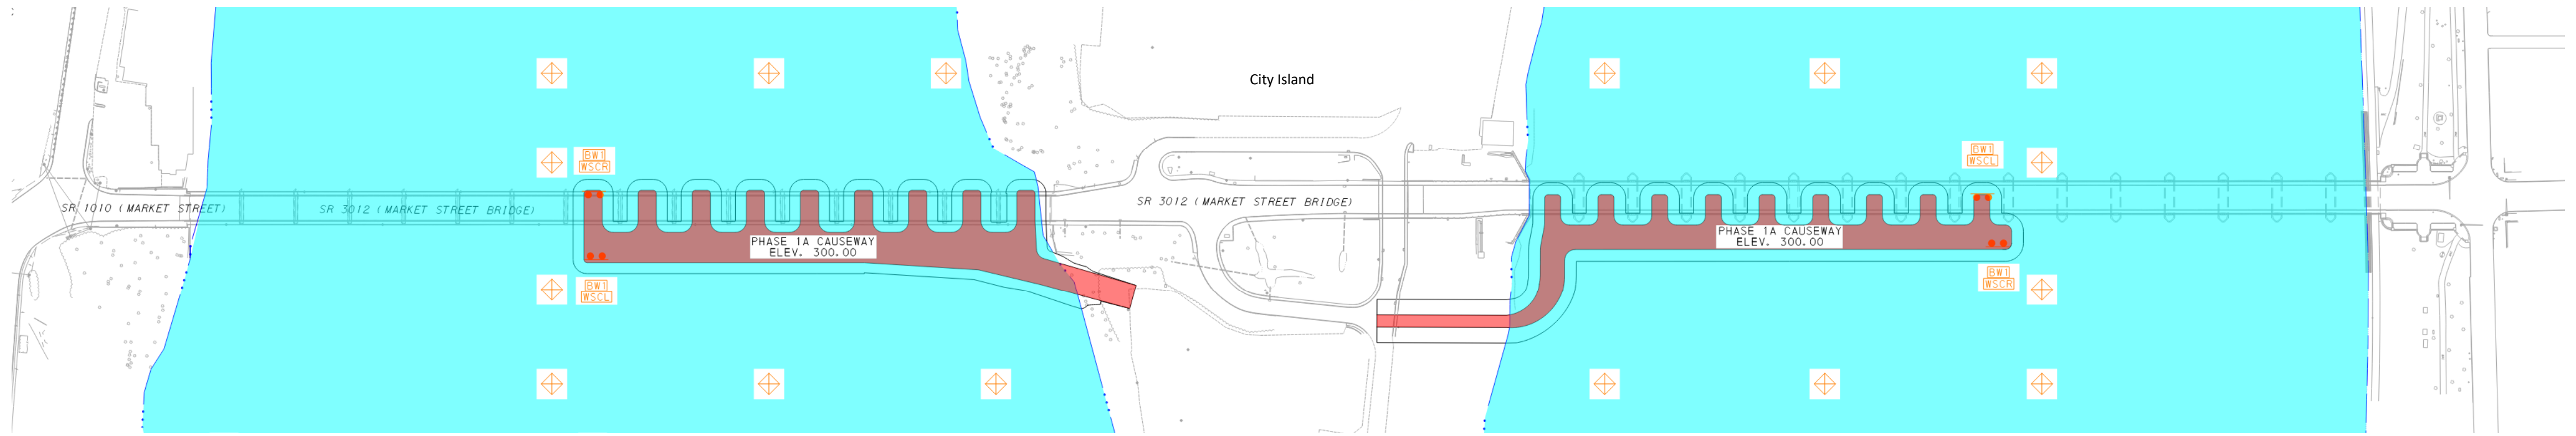 City Island
BW1
WSCR
BW1
WSCL
SR 1010 (MARKET STREET)
SR 3012 (MARKET STREET BRIDGE)
SR 3012 (MARKET STREET BRIDGE)
PHASE 1A CAUSEWAY
ELEV. 300.00
PHASE 1A CAUSEWAY
ELEV. 300.00
BW1
WSCL
BW1
WSCR